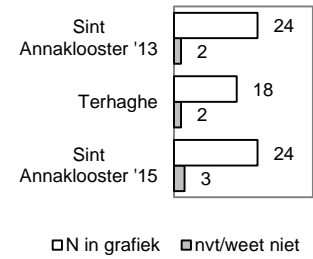 Sint
Annaklooster '13
24
2
Terhaghe
18
2
Sint
Annaklooster '15
24
3
N in grafiek nvt/weet niet